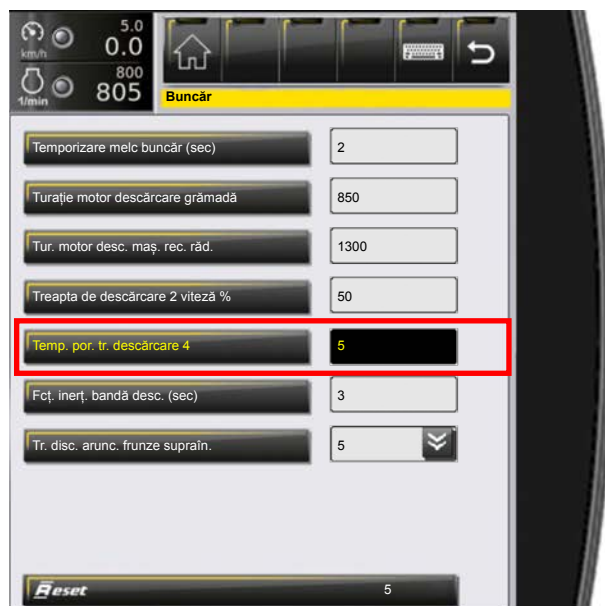 5.0
km/h 0.0
800
1/min 805
Buncăr
Temporizare melc buncăr (sec) 2
Turație motor descărcare grămadă 850
Tur. motor desc. maș. rec. răd. 1300
Treapta de descărcare 2 viteză % 50
Temp. por. tr. descărcare 4 5
Fcț. inerț. bandă desc. (sec) 3
Tr. disc. arunc. frunze supraîn. 5
Reset 5